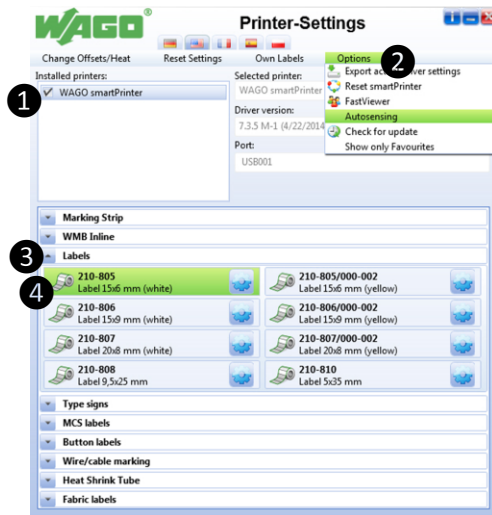 WAGO®
Printer-Settings
Change Offsets/Heat Reset Settings Own Labels Options
2
Installed printers:
Selected printer:
Export driver settings
1
WAGO smartPrinter
WAGO smartPrinter
Reset smartPrinter
Driver version:
FastViewer
7.3.5 M-1 (4/22/2014
Autosensing
Port:
Check for update
USB001
Show only Favourites
Marking Strip
WMB Inline
3
Labels
4
210-805
Label 15x6 mm (white)
210-805/000-002
Label 15x6 mm (yellow)
210-806
Label 15x9 mm (white)
210-806/000-002
Label 15x9 mm (yellow)
210-807
Label 20x8 mm (white)
210-807/000-002
Label 20x8 mm (yellow)
210-808
Label 9,5x25 mm
210-810
Label 5x35 mm
Type signs
MCS labels
Button labels
Wire/cable marking
Heat Shrink Tube
Fabric labels